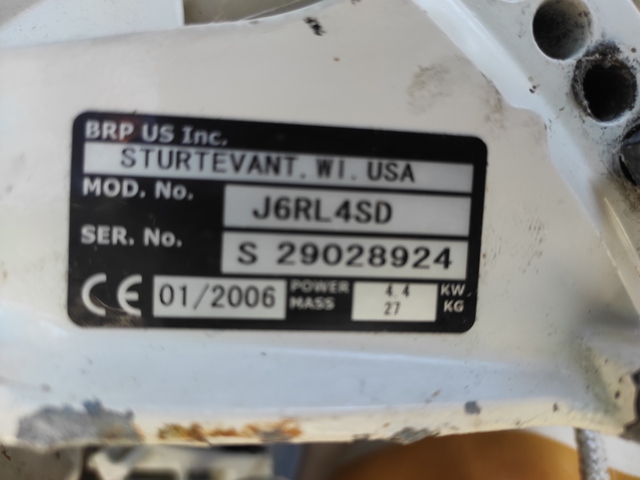 BRP US Inc.
STURTEVANT. WI. USA
MOD. No. J6RL4SD
SER. No. S 29028924
CE 01/2006 POWER 4.4 KW
MASS 27 KG